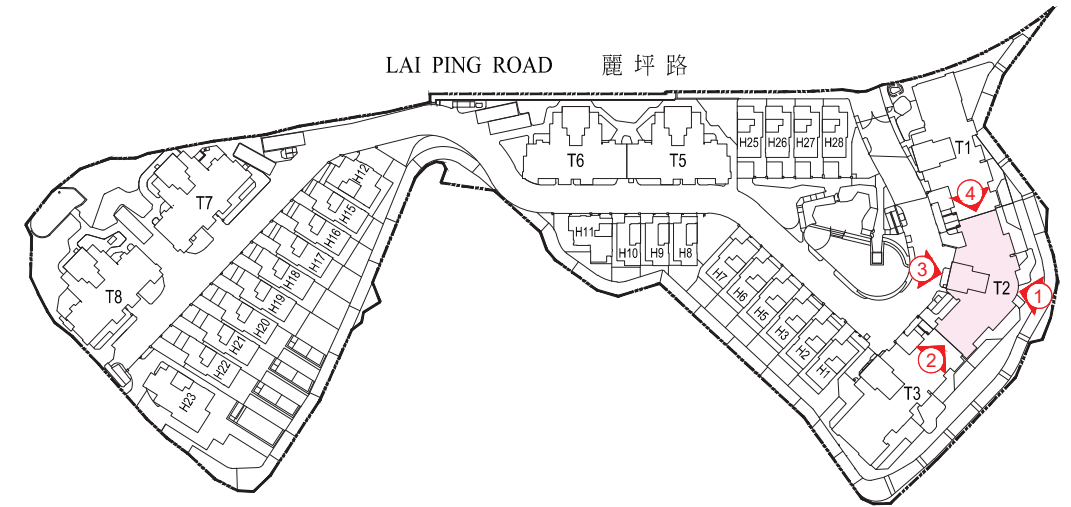 LAI PING ROAD 麗坪路
T1
T2
T3
T5
T6
T7
T8
H1
H2
H3
H5
H6
H7
H8
H9
H10
H11
H12
H15
H16
H17
H18
H19
H20
H21
H22
H23
H25
H26
H27
H28
1
2
3
4